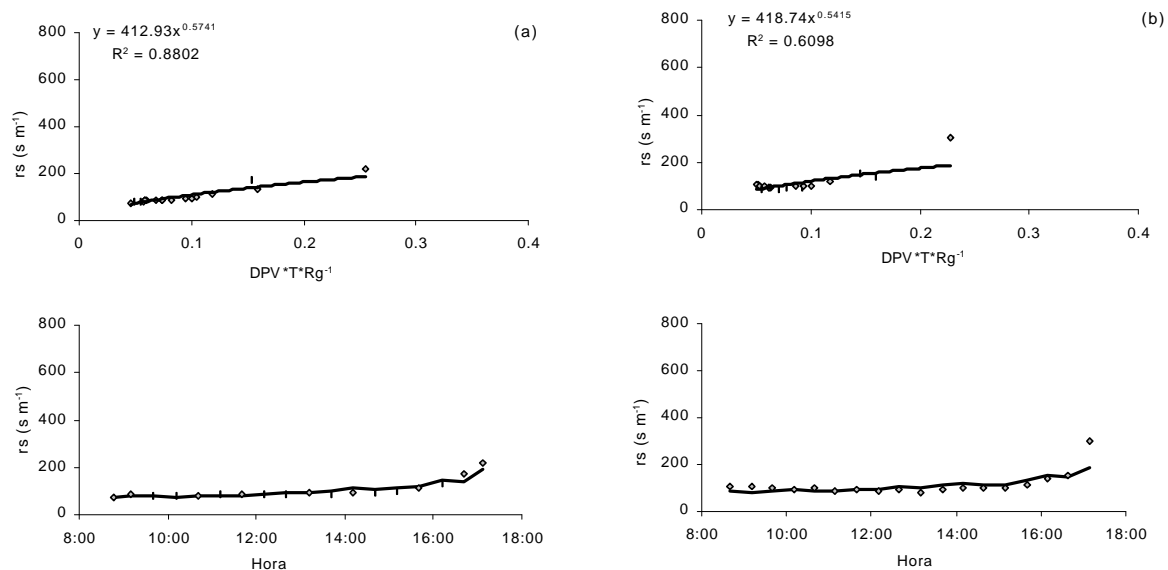 y = 412.93x^0.5741
R² = 0.8802
(a)
800
600
400
200
0
rs (s m⁻¹)
0 0.1 0.2 0.3 0.4
DPV*T*Rg⁻¹
y = 418.74x^0.5415
R² = 0.6098
(b)
800
600
400
200
0
rs (s m⁻¹)
0 0.1 0.2 0.3 0.4
DPV*T*Rg⁻¹
800
600
400
200
0
rs (s m⁻¹)
8:00 10:00 12:00 14:00 16:00 18:00
Hora
800
600
400
200
0
rs (s m⁻¹)
8:00 10:00 12:00 14:00 16:00 18:00
Hora